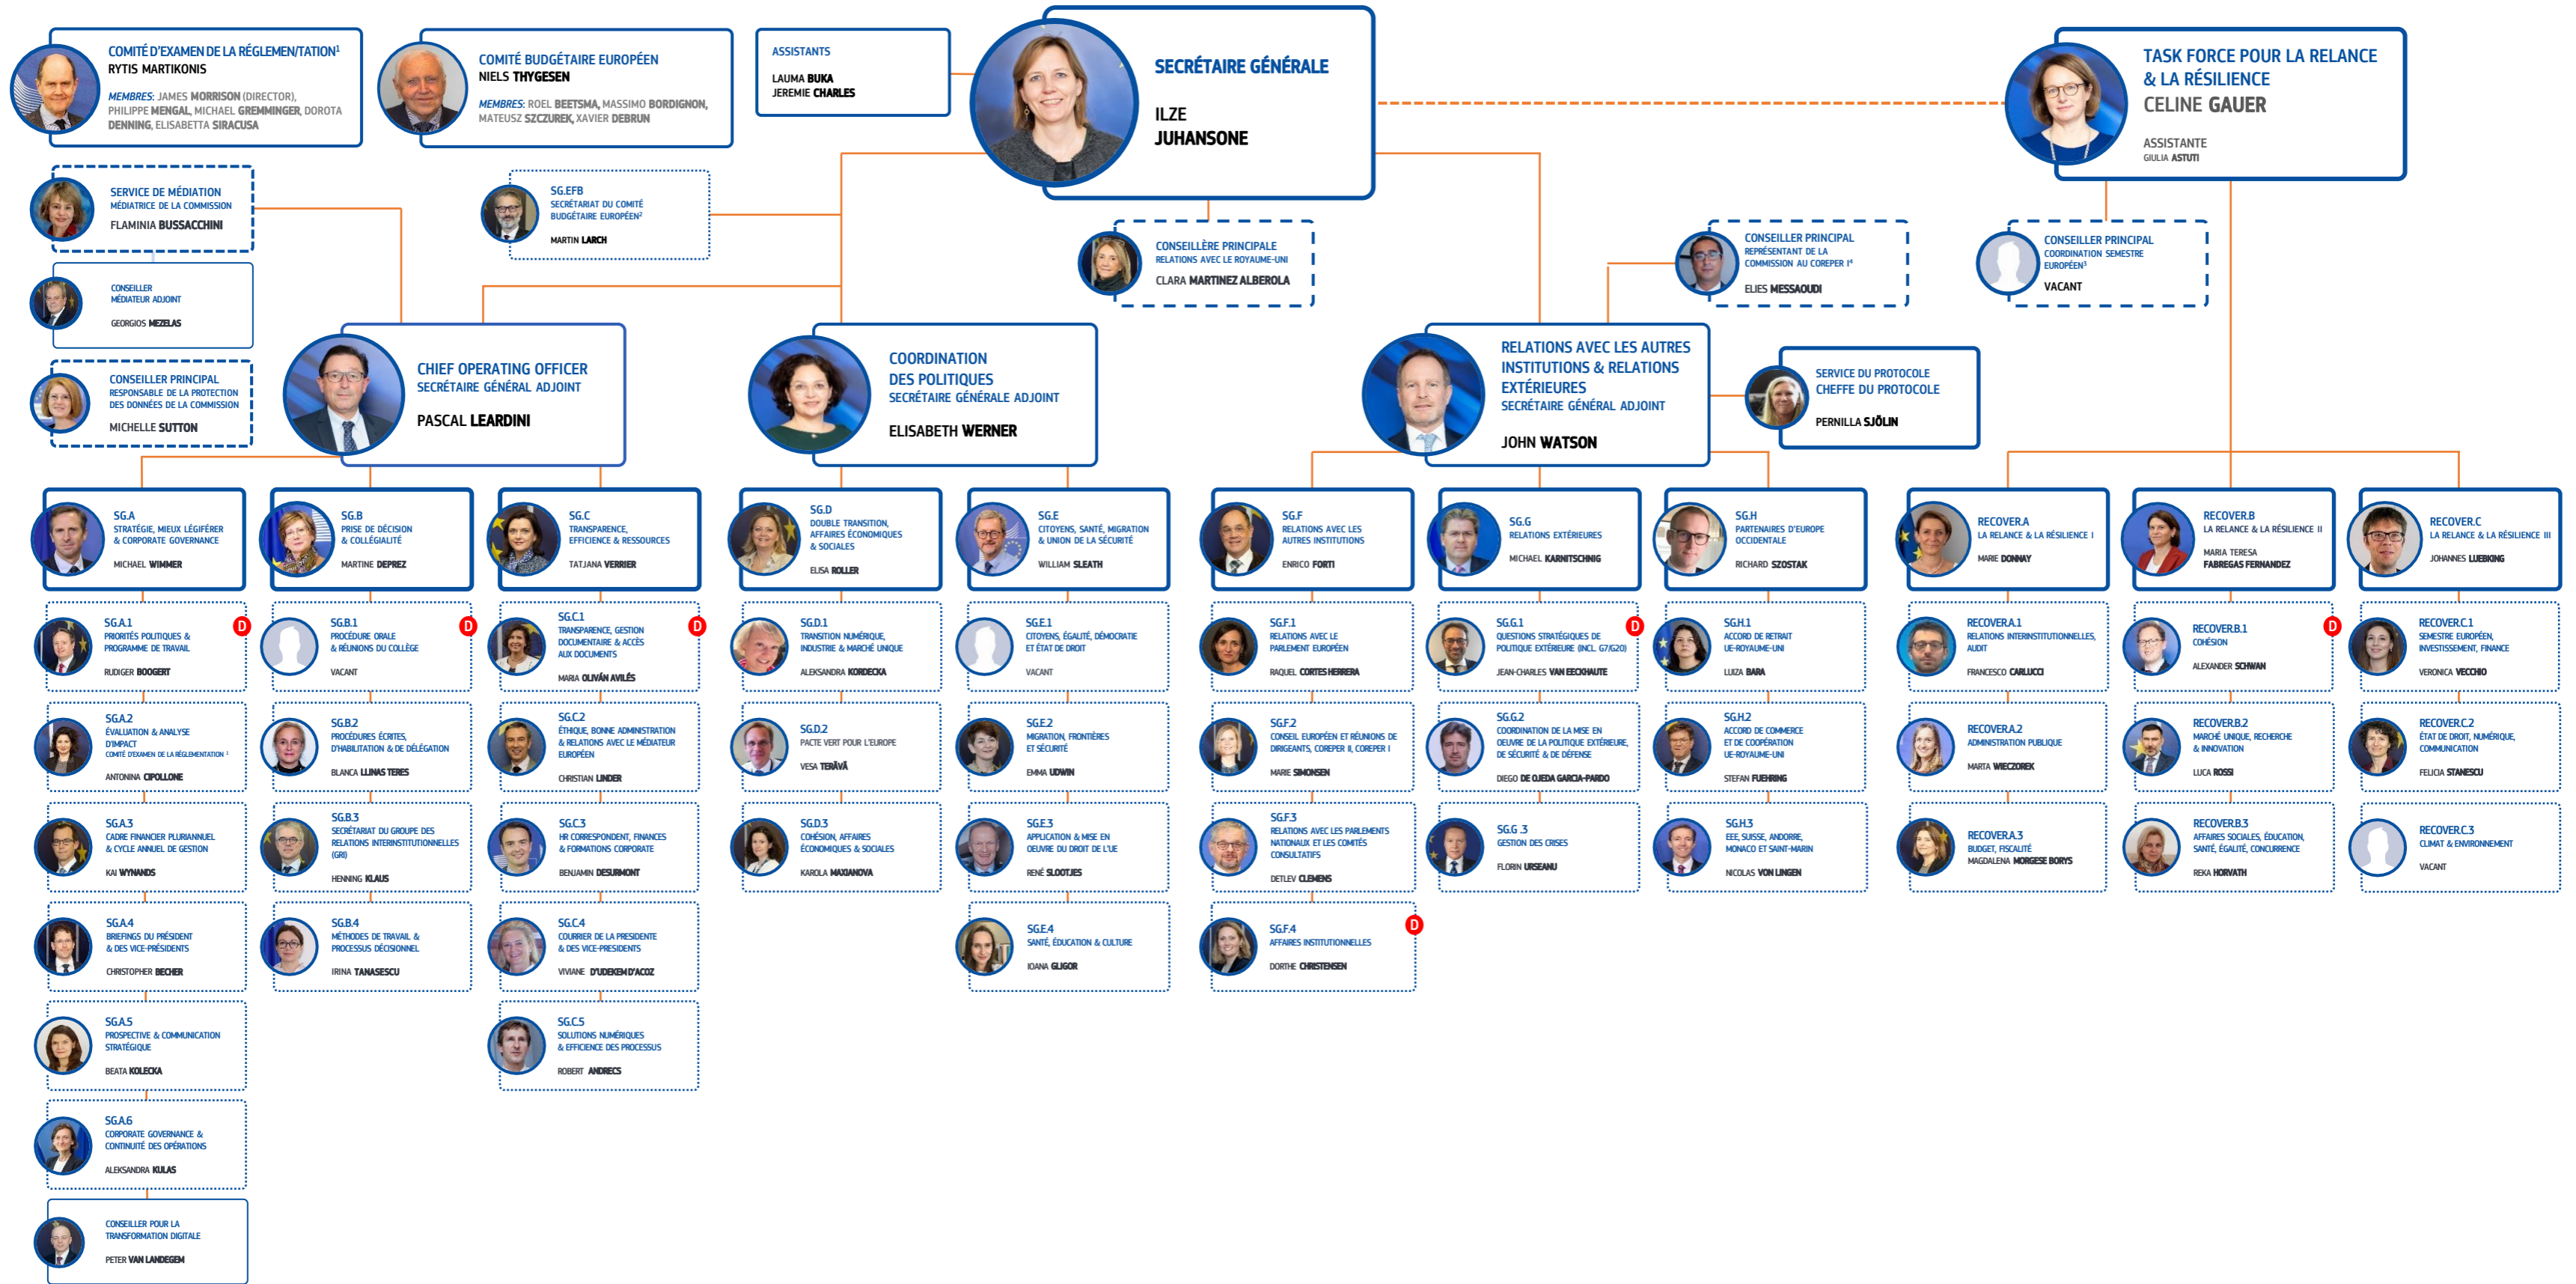 COMITÉ D'EXAMEN DE LA RÉGLEMEN/TATION1
RYTIS MARTIKONIS
MEMBRES: JAMES MORRISON (DIRECTOR),
PHILIPPE MENGAL, MICHAEL GREMMINGER, DOROTA
DENNING, ELISABETTA SIRACUSA
COMITÉ BUDGÉTAIRE EUROPÉEN
NIELS THYGESEN
MEMBRES: ROEL BEETSMA, MASSIMO BORDIGNON,
MATEUSZ SZCZUREK, XAVIER DEBRUN
ASSISTANTS
LAUMA BUKA
JEREMIE CHARLES
SECRÉTAIRE GÉNÉRALE
ILZE
JUHANSONE
TASK FORCE POUR LA RELANCE
& LA RÉSILIENCE
CELINE GAUER
ASSISTANTE
GIULIA ASTUTI
SERVICE DE MÉDIATION
MÉDIATRICE DE LA COMMISSION
FLAMINIA BUSSACCHINI
SG.EFB
SECRÉTARIAT DU COMITÉ
BUDGÉTAIRE EUROPÉEN2
MARTIN LARCH
CONSEILLÈRE PRINCIPALE
RELATIONS AVEC LE ROYAUME-UNI
CLARA MARTINEZ ALBEROLA
CONSEILLER PRINCIPAL
REPRÉSENTANT DE LA
COMMISSION AU COREPER I4
ELIES MESSAOUDI
CONSEILLER PRINCIPAL
COORDINATION SEMESTRE
EUROPÉEN3
VACANT
CONSEILLER
MÉDIATEUR ADJOINT
GEORGIOS MEZELAS
CONSEILLER PRINCIPAL
RESPONSABLE DE LA PROTECTION
DES DONNÉES DE LA COMMISSION
MICHELLE SUTTON
CHIEF OPERATING OFFICER
SECRÉTAIRE GÉNÉRAL ADJOINT
PASCAL LEARDINI
COORDINATION
DES POLITIQUES
SECRÉTAIRE GÉNÉRALE ADJOINT
ELISABETH WERNER
RELATIONS AVEC LES AUTRES
INSTITUTIONS & RELATIONS
EXTÉRIEURES
SECRÉTAIRE GÉNÉRAL ADJOINT
JOHN WATSON
SERVICE DU PROTOCOLE
CHEFFE DU PROTOCOLE
PERNILLA SJÖLIN
SG.A
STRATÉGIE, MIEUX LÉGIFÉRER
& CORPORATE GOVERNANCE
MICHAEL WIMMER
SG.B
PRISE DE DÉCISION
& COLLÉGIALITÉ
MARTINE DEPREZ
SG.C
TRANSPARENCE,
EFFICIENCE & RESSOURCES
TATJANA VERRIER
SG.D
DOUBLE TRANSITION,
AFFAIRES ÉCONOMIQUES
& SOCIALES
ELISA ROLLER
SG.E
CITOYENS, SANTÉ, MIGRATION
& UNION DE LA SÉCURITÉ
WILLIAM SLEATH
SG.F
RELATIONS AVEC LES
AUTRES INSTITUTIONS
ENRICO FORTI
SG.G
RELATIONS EXTÉRIEURES
MICHAEL KARNITSCHNIG
SG.H
PARTENAIRES D'EUROPE
OCCIDENTALE
RICHARD SZOSTAK
RECOVER.A
LA RELANCE & LA RÉSILIENCE I
MARIE DONNAY
RECOVER.B
LA RELANCE & LA RÉSILIENCE II
MARIA TERESA
FABREGAS FERNANDEZ
RECOVER.C
LA RELANCE & LA RÉSILIENCE III
JOHANNES LUEBKING
SG.A.1
PRIORITÉS POLITIQUES &
PROGRAMME DE TRAVAIL
RUDIGER BOOGERT
D
SG.B.1
PROCÉDURE ORALE
& RÉUNIONS DU COLLÈGE
VACANT
D
SG.C.1
TRANSPARENCE, GESTION
DOCUMENTAIRE & ACCÈS
AUX DOCUMENTS
MARIA OLIVÁN AVILÉS
D
SG.D.1
TRANSITION NUMÉRIQUE,
INDUSTRIE & MARCHÉ UNIQUE
ALEKSANDRA KORDECKA
SG.E.1
CITOYENS, ÉGALITÉ, DÉMOCRATIE
ET ÉTAT DE DROIT
VACANT
SG.F.1
RELATIONS AVEC LE
PARLEMENT EUROPÉEN
RAQUEL CORTES HERRERA
SG.G.1
QUESTIONS STRATÉGIQUES DE
POLITIQUE EXTÉRIEURE (INCL. G7/G20)
JEAN-CHARLES VAN EECKHAUTE
D
SG.H.1
ACCORD DE RETRAIT
UE-ROYAUME-UNI
LUIZA BARA
RECOVER.A.1
RELATIONS INTERINSTITUTIONNELLES,
AUDIT
FRANCESCO CARLUCCI
RECOVER.B.1
COHÉSION
ALEXANDER SCHWAN
D
RECOVER.C.1
SEMESTRE EUROPÉEN,
INVESTISSEMENT, FINANCE
VERONICA VECCHIO
SG.A.2
ÉVALUATION & ANALYSE
D'IMPACT
COMITÉ D'EXAMEN DE LA RÉGLEMENTATION 1
ANTONINA CIPOLLONE
SG.B.2
PROCÉDURES ÉCRITES,
D'HABILITATION & DE DÉLÉGATION
BLANCA LLINAS TERES
SG.C.2
ÉTHIQUE, BONNE ADMINISTRATION
& RELATIONS AVEC LE MÉDIATEUR
EUROPÉEN
CHRISTIAN LINDER
SG.D.2
PACTE VERT POUR L'EUROPE
VESA TERÄVÄ
SG.E.2
MIGRATION, FRONTIÈRES
ET SÉCURITÉ
EMMA UDWIN
SG.F.2
CONSEIL EUROPÉEN ET RÉUNIONS DE
DIRIGEANTS, COREPER II, COREPER I
MARIE SIMONSEN
SG.G.2
COORDINATION DE LA MISE EN
OEUVRE DE LA POLITIQUE EXTÉRIEURE,
DE SÉCURITÉ & DE DÉFENSE
DIEGO DE OJEDA GARCIA-PARDO
SG.H.2
ACCORD DE COMMERCE
ET DE COOPÉRATION
UE-ROYAUME-UNI
STEFAN FUEHRING
RECOVER.A.2
ADMINISTRATION PUBLIQUE
MARTA WIECZOREK
RECOVER.B.2
MARCHÉ UNIQUE, RECHERCHE
& INNOVATION
LUCA ROSSI
RECOVER.C.2
ÉTAT DE DROIT, NUMÉRIQUE,
COMMUNICATION
FELICIA STANESCU
SG.A.3
CADRE FINANCIER PLURIANNUEL
& CYCLE ANNUEL DE GESTION
KAI WYNANDS
SG.B.3
SECRÉTARIAT DU GROUPE DES
RELATIONS INTERINSTITUTIONNELLES
(GRI)
HENNING KLAUS
SG.C.3
HR CORRESPONDENT, FINANCES
& FORMATIONS CORPORATE
BENJAMIN DESURMONT
SG.D.3
COHÉSION, AFFAIRES
ÉCONOMIQUES & SOCIALES
KAROLA MAXIANOVA
SG.E.3
APPLICATION & MISE EN
OEUVRE DU DROIT DE L'UE
RENÉ SLOOTJES
SG.F.3
RELATIONS AVEC LES PARLEMENTS
NATIONAUX ET LES COMITÉS
CONSULTATIFS
DETLEV CLEMENS
SG.G .3
GESTION DES CRISES
FLORIN URSEANU
SG.H.3
EEE, SUISSE, ANDORRE,
MONACO ET SAINT-MARIN
NICOLAS VON LINGEN
RECOVER.A.3
BUDGET, FISCALITÉ
MAGDALENA MORGESE BORYS
RECOVER.B.3
AFFAIRES SOCIALES, ÉDUCATION,
SANTÉ, ÉGALITÉ, CONCURRENCE
REKA HORVATH
RECOVER.C.3
CLIMAT & ENVIRONNEMENT
VACANT
SG.A.4
BRIEFINGS DU PRÉSIDENT
& DES VICE-PRÉSIDENTS
CHRISTOPHER BECHER
SG.B.4
MÉTHODES DE TRAVAIL &
PROCESSUS DÉCISIONNEL
IRINA TANASESCU
SG.C.4
COURRIER DE LA PRESIDENTE
& DES VICE-PRESIDENTS
VIVIANE D'UDEKEM D'ACOZ
SG.E.4
SANTÉ, ÉDUCATION & CULTURE
IOANA GLIGOR
SG.F.4
AFFAIRES INSTITUTIONNELLES
DORTHE CHRISTENSEN
D
SG.A.5
PROSPECTIVE & COMMUNICATION
STRATÉGIQUE
BEATA KOLECKA
SG.C.5
SOLUTIONS NUMÉRIQUES
& EFFICIENCE DES PROCESSUS
ROBERT ANDRECS
SG.A.6
CORPORATE GOVERNANCE &
CONTINUITÉ DES OPÉRATIONS
ALEKSANDRA KULAS
CONSEILLER POUR LA
TRANSFORMATION DIGITALE
PETER VAN LANDEGEM